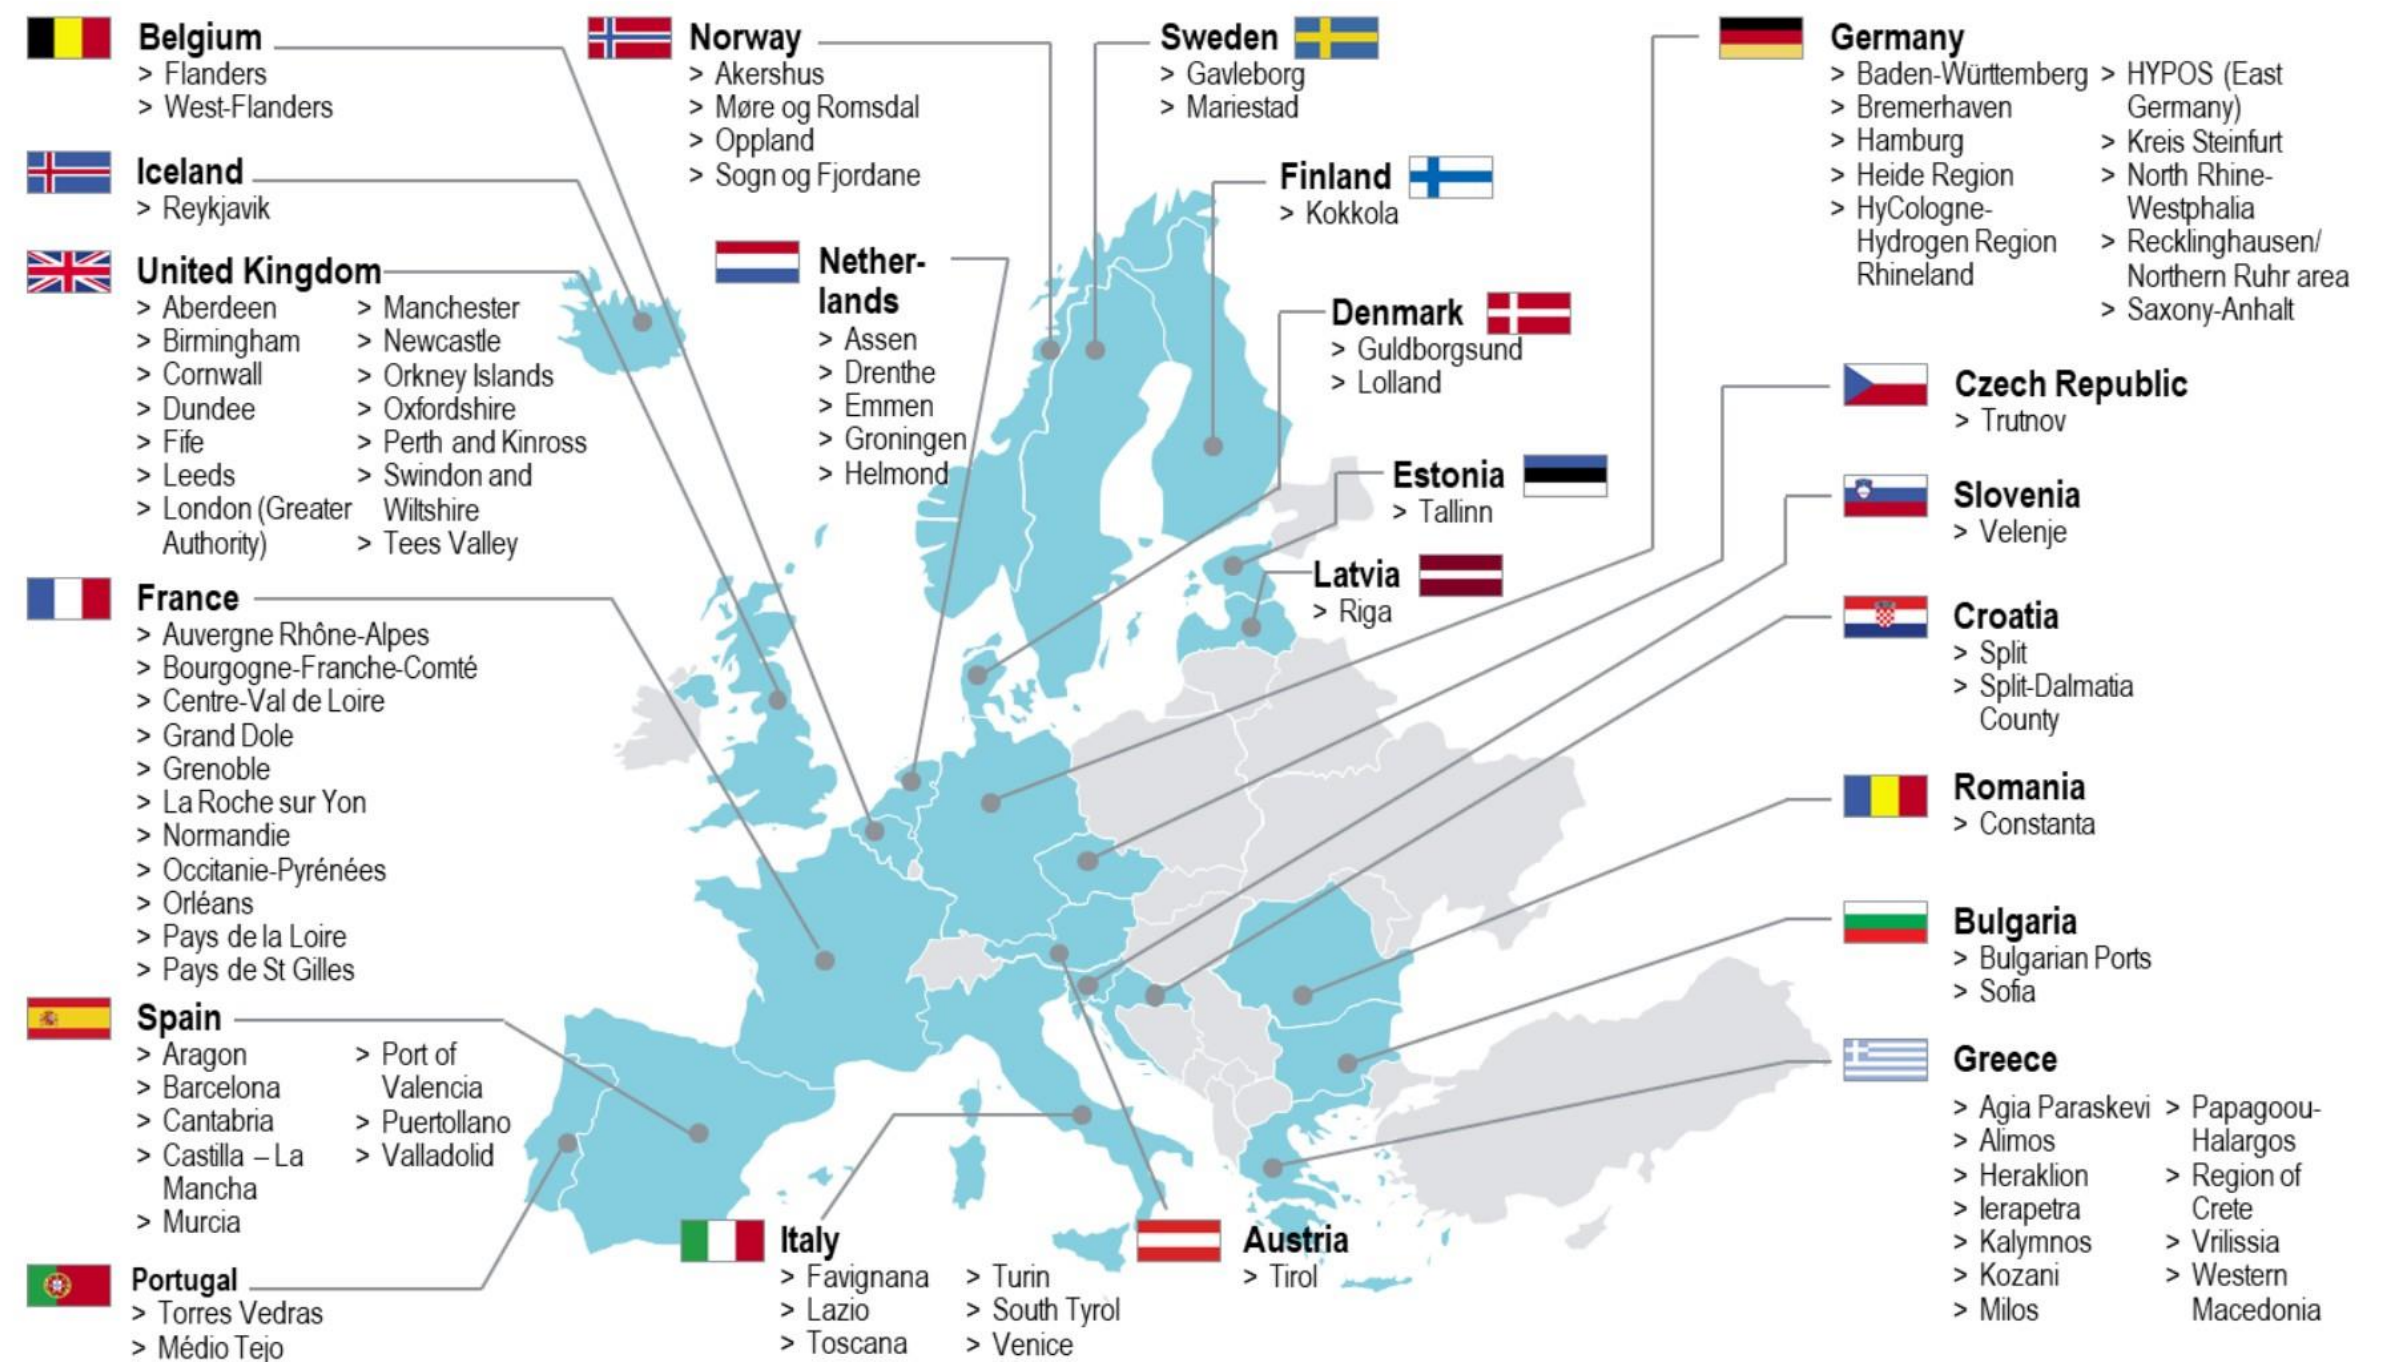 Belgium
> Flanders
> West-Flanders
Iceland
> Reykjavik
United Kingdom
> Aberdeen
> Birmingham
> Cornwall
> Dundee
> Fife
> Leeds
> London (Greater
Authority)
> Manchester
> Newcastle
> Orkney Islands
> Oxfordshire
> Perth and Kinross
> Swindon and
Wiltshire
> Tees Valley
France
> Auvergne Rhône-Alpes
> Bourgogne-Franche-Comté
> Centre-Val de Loire
> Grand Dole
> Grenoble
> La Roche sur Yon
> Normandie
> Occitanie-Pyrénées
> Orléans
> Pays de la Loire
> Pays de St Gilles
Spain
> Aragon
> Barcelona
> Cantabria
> Castilla – La
Mancha
> Murcia
> Port of
Valencia
> Puertollano
> Valladolid
Portugal
> Torres Vedras
> Médio Tejo
Norway
> Akershus
> Møre og Romsdal
> Oppland
> Sogn og Fjordane
Nether-
lands
> Assen
> Drenthe
> Emmen
> Groningen
> Helmond
Sweden
> Gavleborg
> Mariestad
Finland
> Kokkola
Denmark
> Guldborgsund
> Lolland
Estonia
> Tallinn
Latvia
> Riga
Italy
> Favignana
> Lazio
> Toscana
> Turin
> South Tyrol
> Venice
Austria
> Tirol
Germany
> Baden-Württemberg
> Bremerhaven
> Hamburg
> Heide Region
> HyCologne-
Hydrogen Region
Rhineland
> HYPOS (East
Germany)
> Kreis Steinfurt
> North Rhine-
Westphalia
> Recklinghausen/
Northern Ruhr area
> Saxony-Anhalt
Czech Republic
> Trutnov
Slovenia
> Velenje
Croatia
> Split
> Split-Dalmatia
County
Romania
> Constanta
Bulgaria
> Bulgarian Ports
> Sofia
Greece
> Agia Paraskevi
> Alimos
> Heraklion
> Ierapetra
> Kalymnos
> Kozani
> Milos
> Papagoou-
Halargos
> Region of
Crete
> Vrilissia
> Western
Macedonia